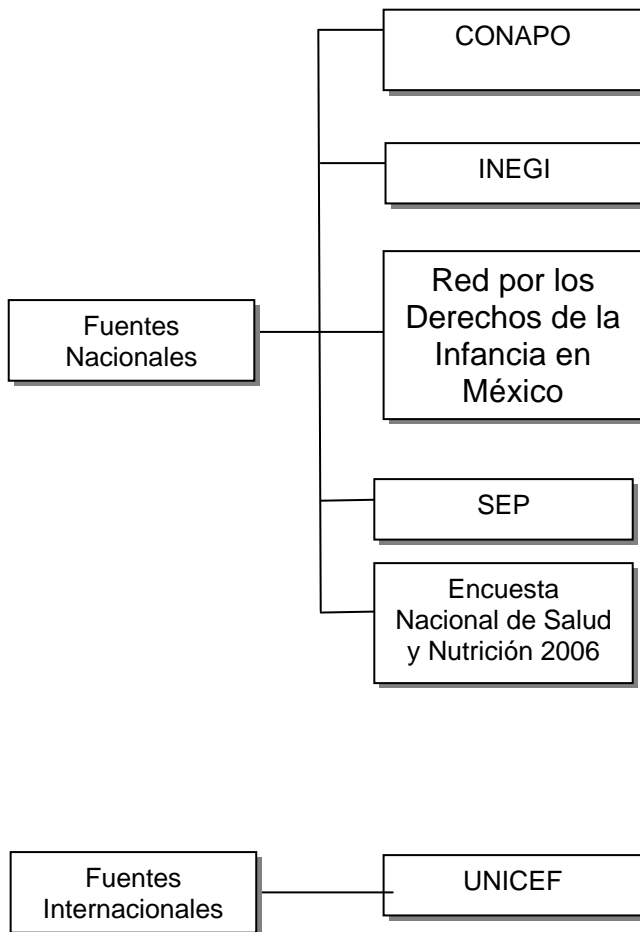 CONAPO
INEGI
Fuentes
Nacionales
Red por los
Derechos de la
Infancia en
México
SEP
Encuesta
Nacional de Salud
y Nutrición 2006
Fuentes
Internacionales
UNICEF